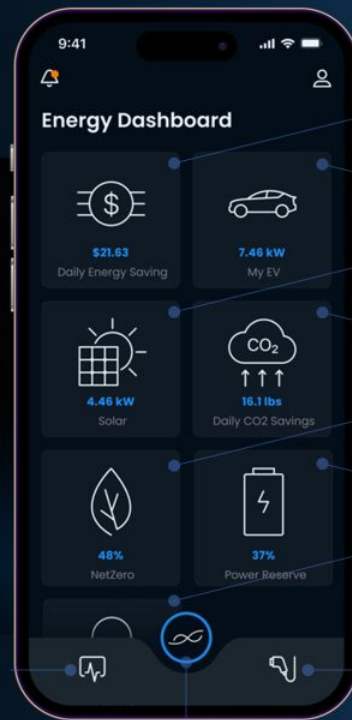 9:41
Energy Dashboard
$21.63
Daily Energy Saving
7.46 kW
My EV
4.46 kW
Solar
CO₂
16.1 lbs
Daily CO2 Savings
48%
NetZero
37%
Power Reserve